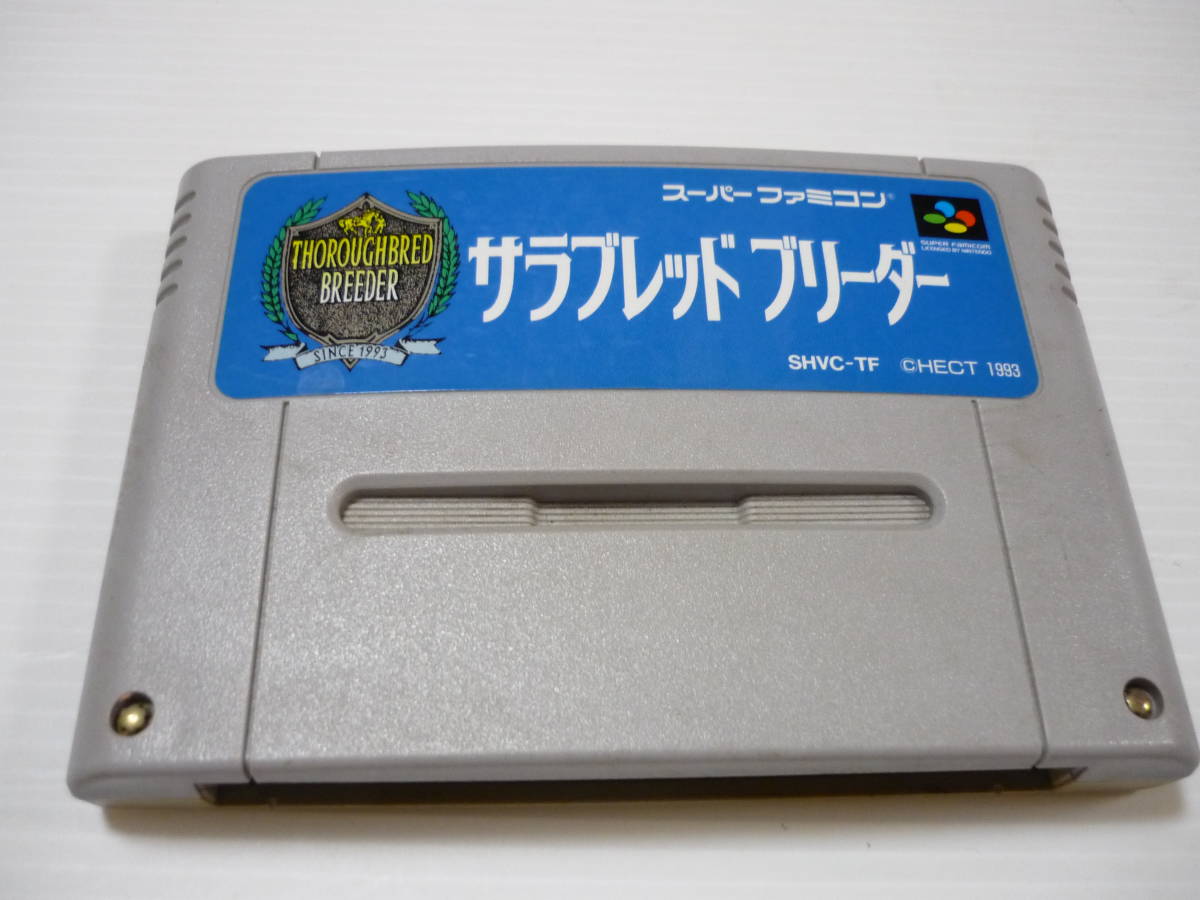 スーパーファミコン®
SUPER FAMICOM
LICENSED BY NINTENDO
THOROUGHBRED
BREEDER
SINCE 1993
サラブレッド ブリーダー
SHVC-TF ©HECT 1993